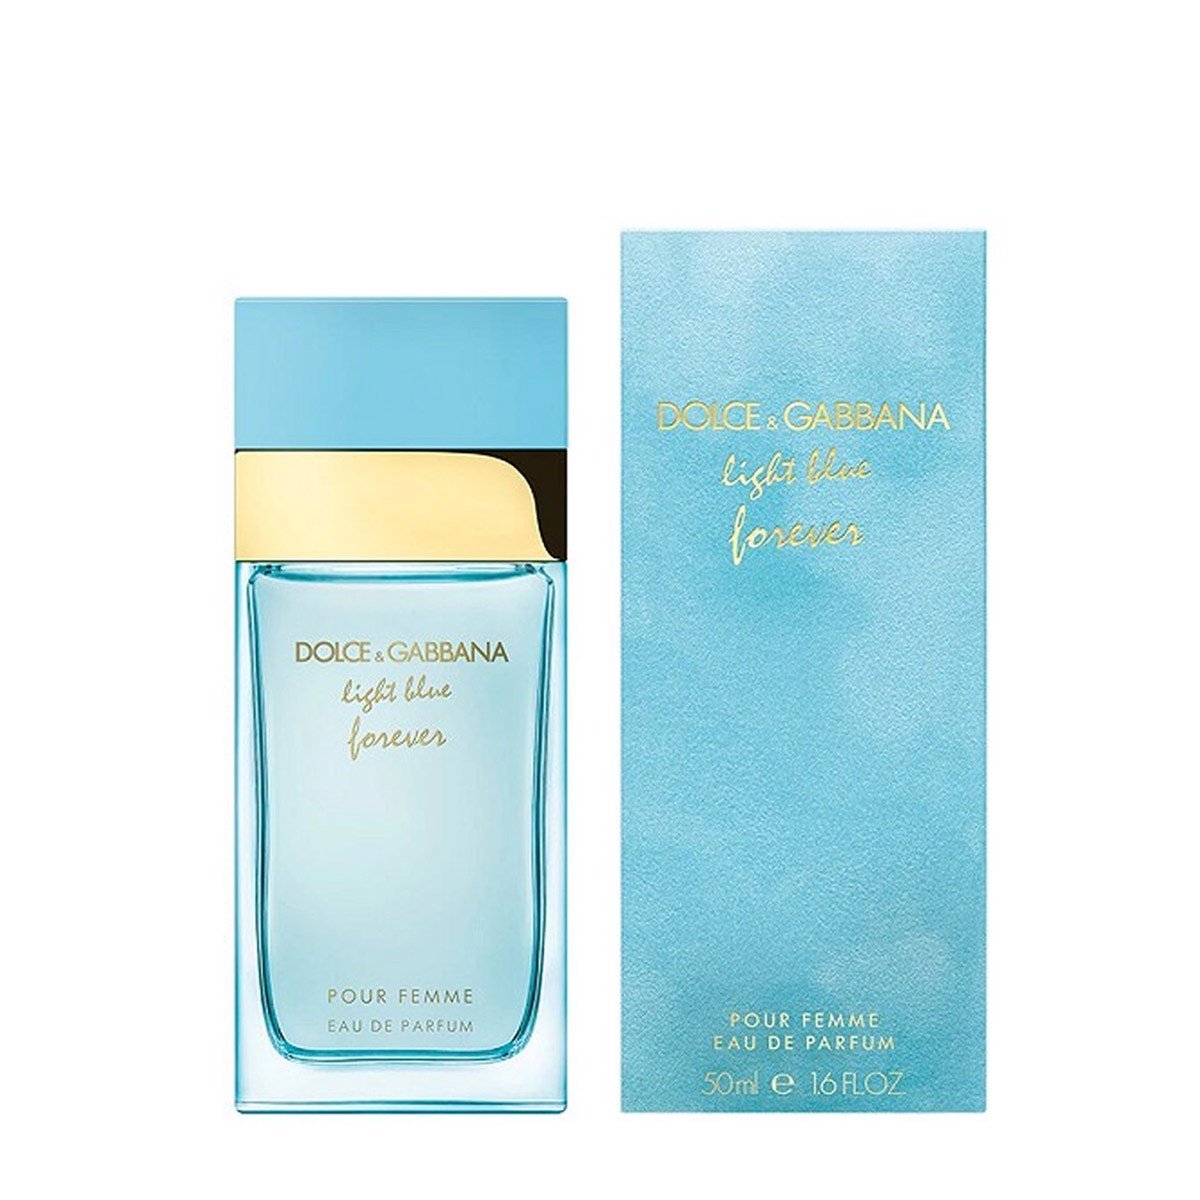 DOLCE & GABBANA
light blue
forever
POUR FEMME
EAU DE PARFUM
DOLCE & GABBANA
light blue
forever
POUR FEMME
EAU DE PARFUM
50ml e 1.6 FL.OZ